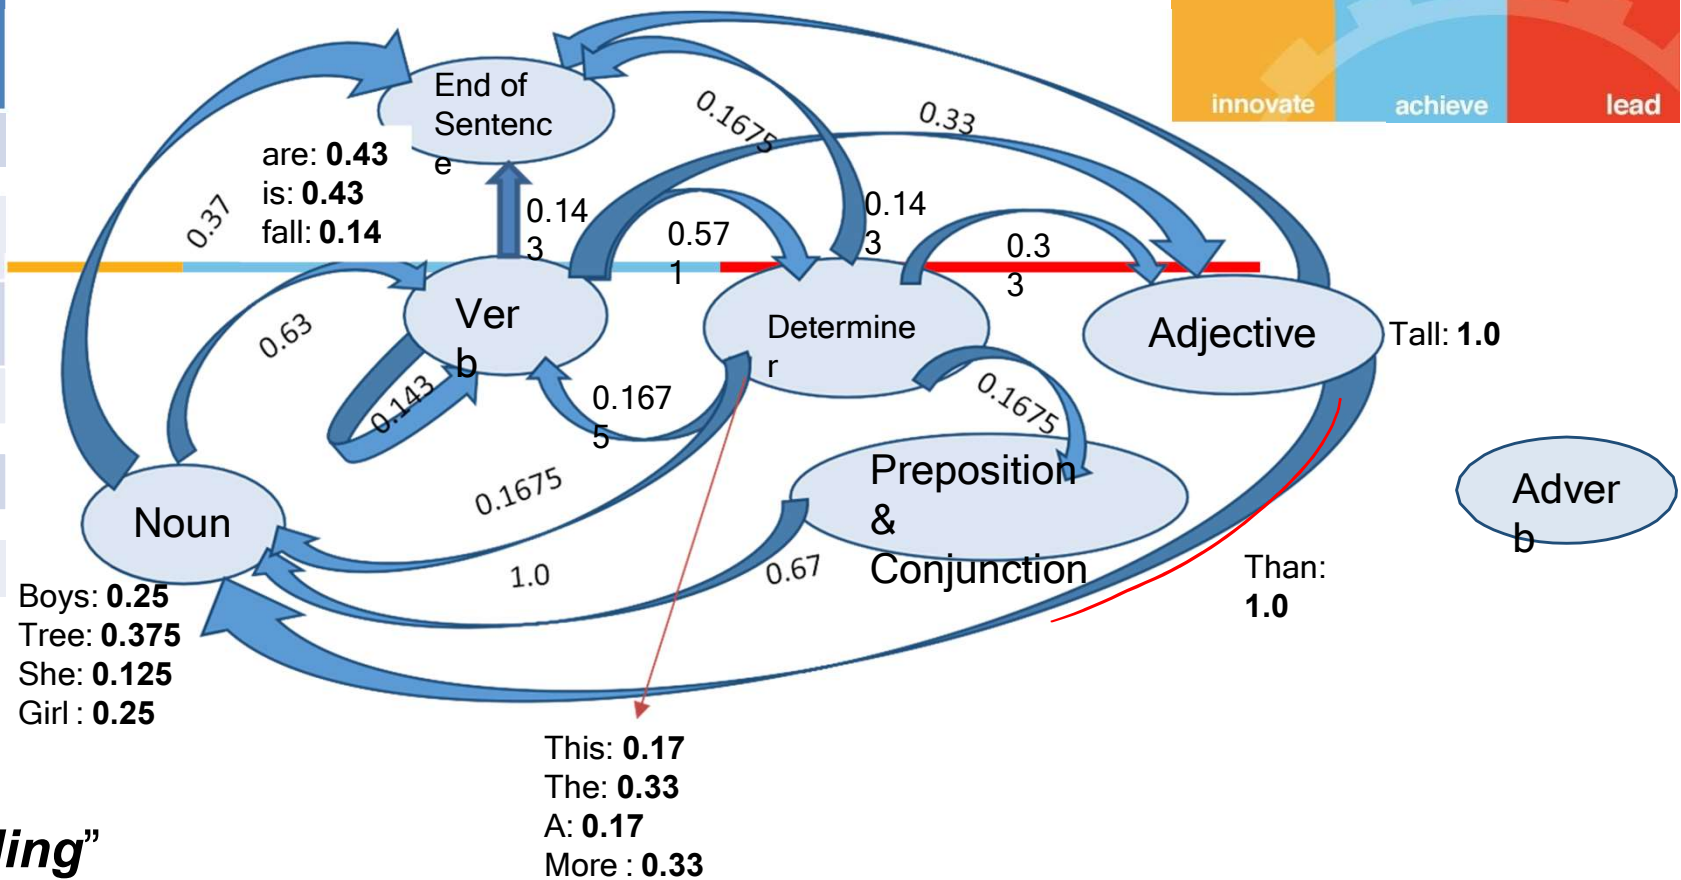 innovate
achieve
lead
End of
Sentenc
e
are: 0.43
is: 0.43
fall: 0.14
0.37
0.1675
0.33
0.14
3
0.57
1
0.14
3
0.3
3
0.63
Ver
b
Determine
r
Adjective
Tall: 1.0
0.143
0.167
5
0.1675
0.1675
Preposition
&
Conjunction
Adver
b
Noun
1.0
0.67
Than:
1.0
Boys: 0.25
Tree: 0.375
She: 0.125
Girl : 0.25
This: 0.17
The: 0.33
A: 0.17
More : 0.33
ling”